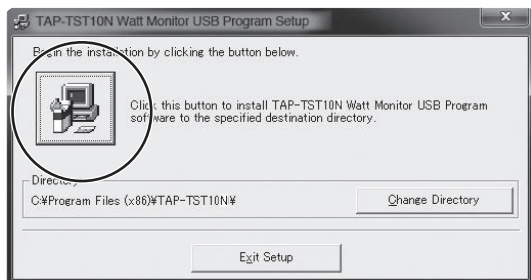 TAP-TST10N Watt Monitor USB Program Setup
Begin the installation by clicking the button below.
Click this button to install TAP-TST10N Watt Monitor USB Program
software to the specified destination directory.
Directory
C:¥Program Files (x86)¥TAP-TST10N¥
Change Directory
Exit Setup